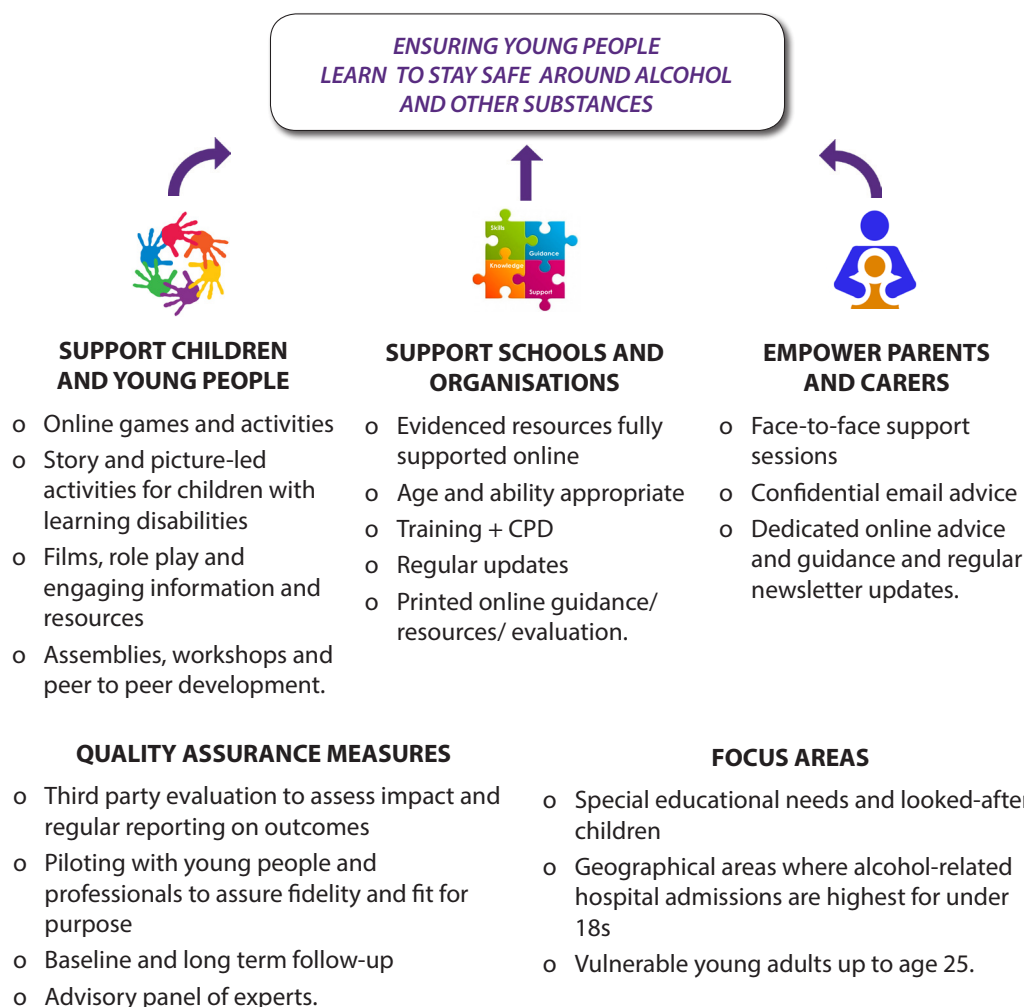 ENSURING YOUNG PEOPLE
LEARN TO STAY SAFE AROUND ALCOHOL
AND OTHER SUBSTANCES
Skills
Guidance
Knowledge
Support
SUPPORT CHILDREN
AND YOUNG PEOPLE
o Online games and activities
o Story and picture-led
activities for children with
learning disabilities
o Films, role play and
engaging information and
resources
o Assemblies, workshops and
peer to peer development.
SUPPORT SCHOOLS AND
ORGANISATIONS
o Evidenced resources fully
supported online
o Age and ability appropriate
o Training + CPD
o Regular updates
o Printed online guidance/
resources/ evaluation.
EMPOWER PARENTS
AND CARERS
o Face-to-face support
sessions
o Confidential email advice
o Dedicated online advice
and guidance and regular
newsletter updates.
QUALITY ASSURANCE MEASURES
o Third party evaluation to assess impact and
regular reporting on outcomes
o Piloting with young people and
professionals to assure fidelity and fit for
purpose
o Baseline and long term follow-up
o Advisory panel of experts.
FOCUS AREAS
o Special educational needs and looked-after
children
o Geographical areas where alcohol-related
hospital admissions are highest for under
18s
o Vulnerable young adults up to age 25.